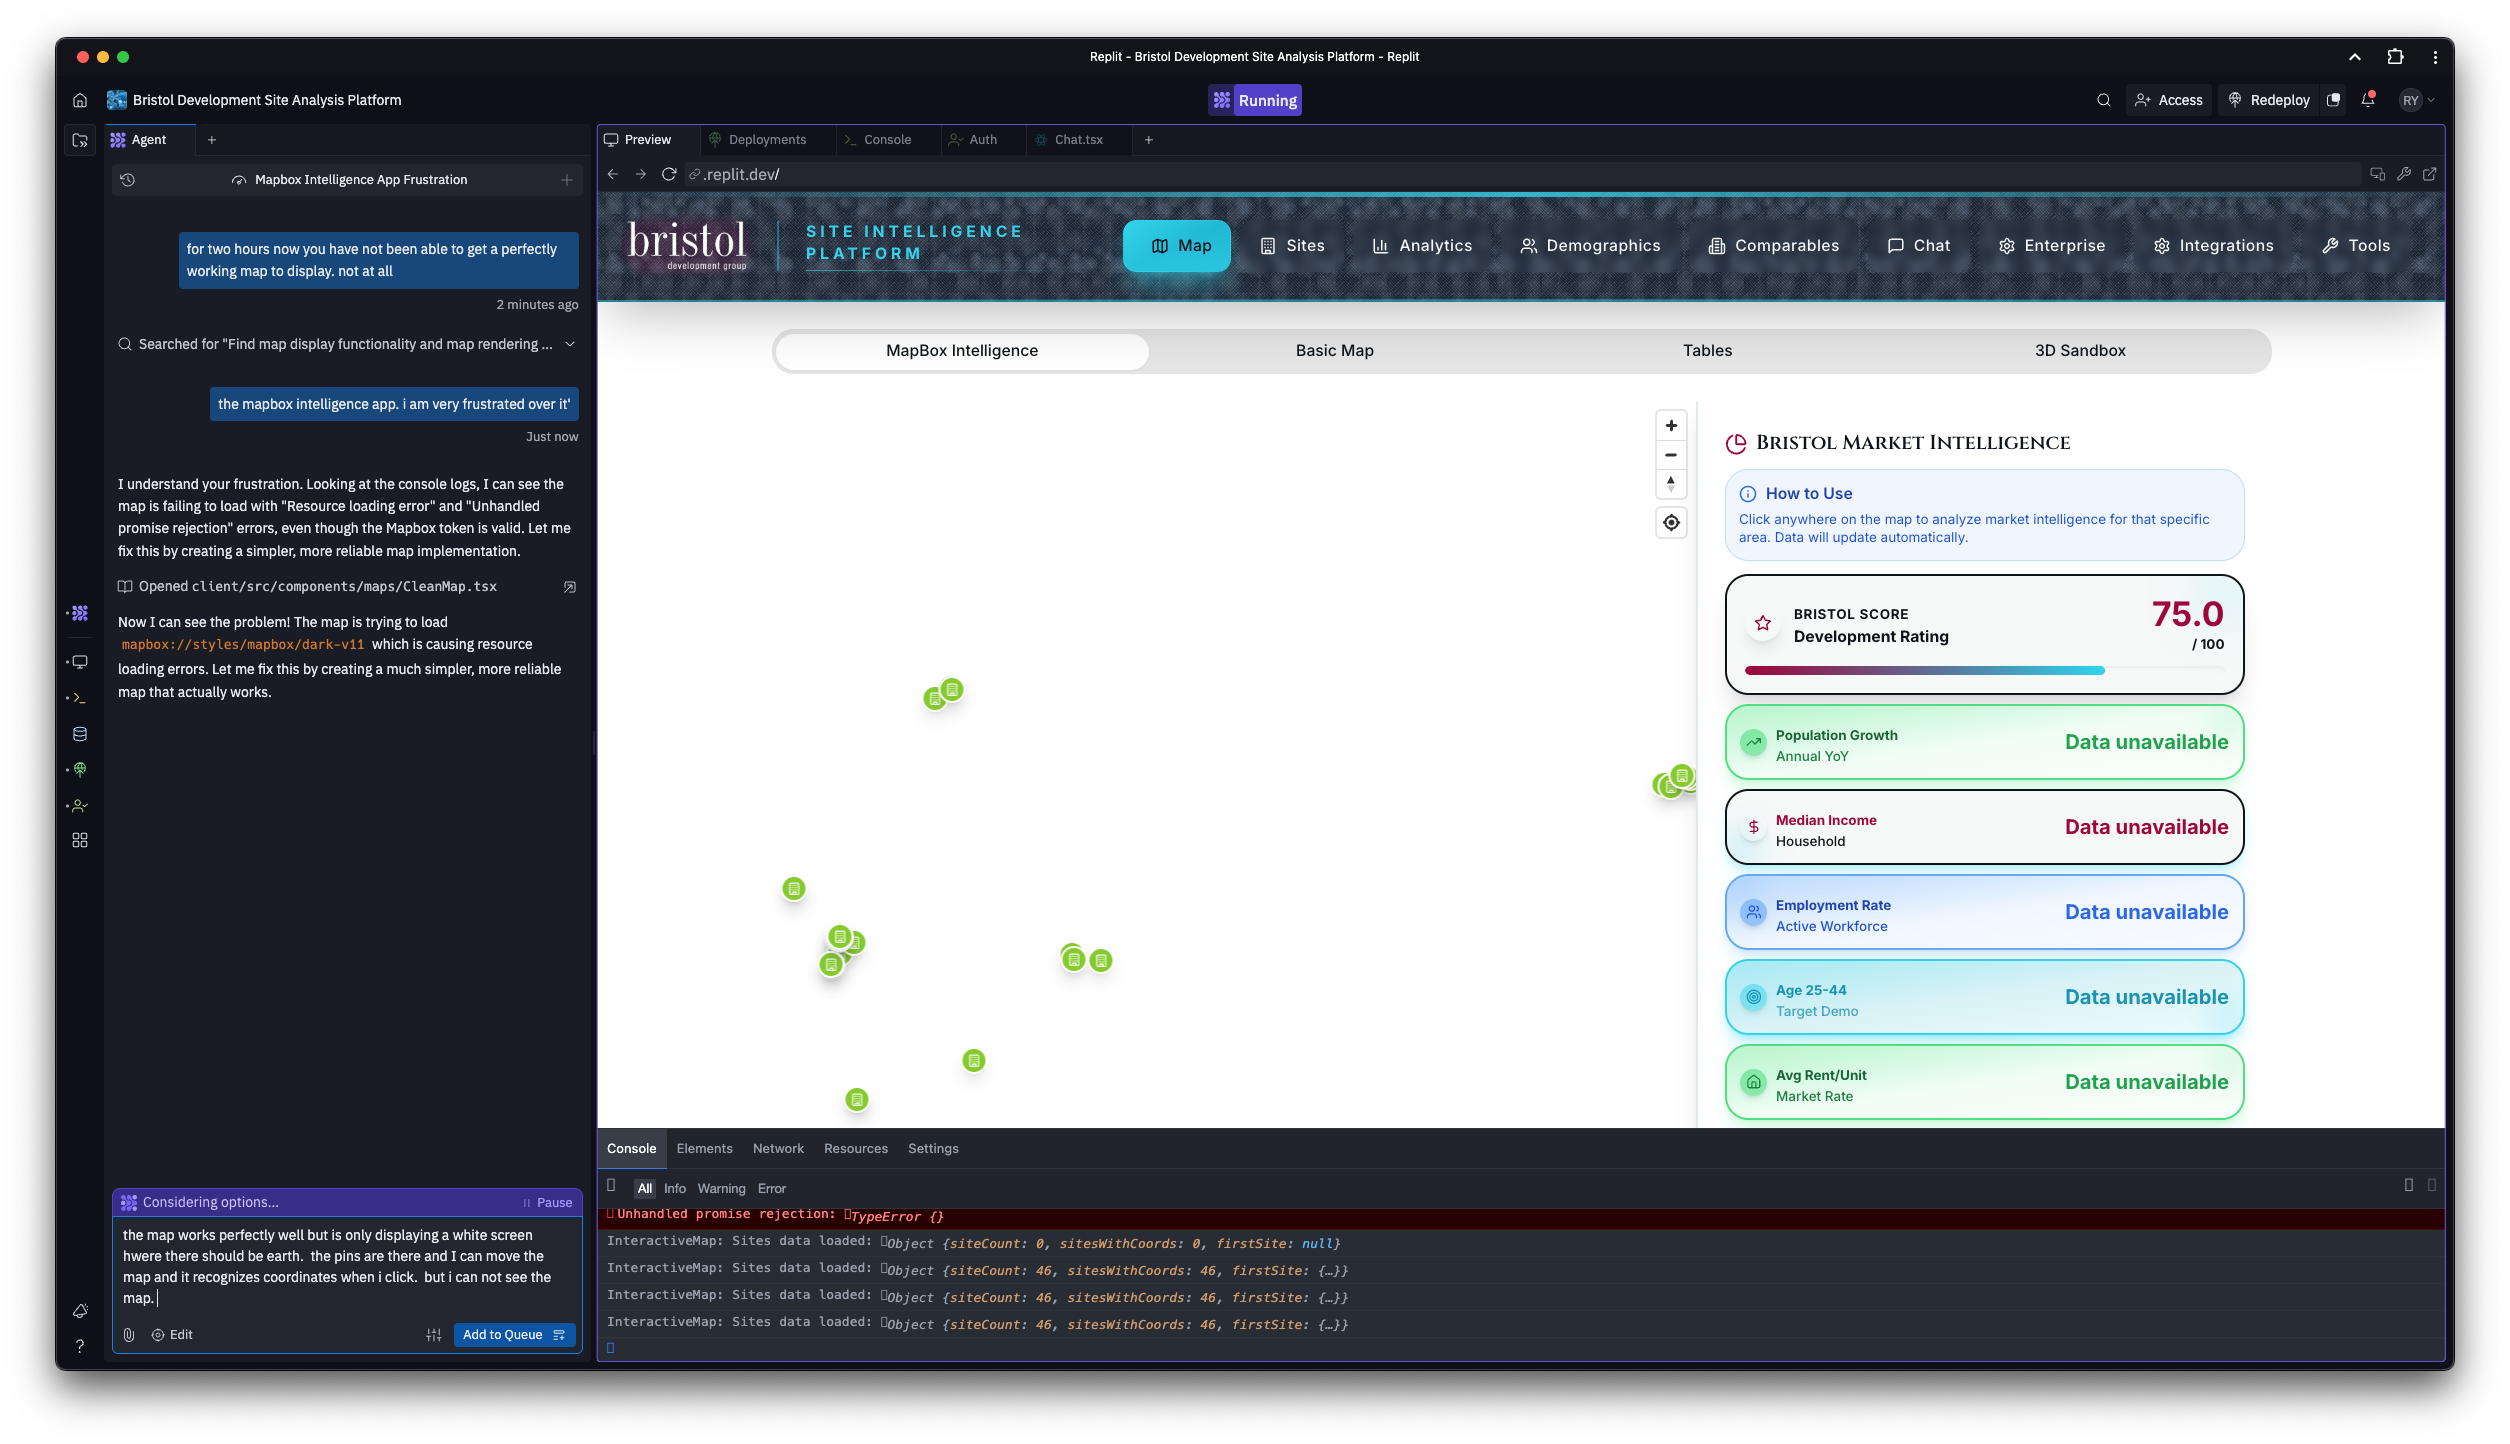 Replit - Bristol Development Site Analysis Platform - Replit
Bristol Development Site Analysis Platform
Running
Access
Redeploy
RY
Agent
Mapbox Intelligence App Frustration
for two hours now you have not been able to get a perfectly
working map to display. not at all
2 minutes ago
Searched for "Find map display functionality and map rendering ...
the mapbox intelligence app. i am very frustrated over it'
Just now
I understand your frustration. Looking at the console logs, I can see the
map is failing to load with "Resource loading error" and "Unhandled
promise rejection" errors, even though the Mapbox token is valid. Let me
fix this by creating a simpler, more reliable map implementation.
Opened client/src/components/maps/CleanMap.tsx
Now I can see the problem! The map is trying to load
mapbox://styles/mapbox/dark-v11 which is causing resource
loading errors. Let me fix this by creating a much simpler, more reliable
map that actually works.
Considering options...
Pause
the map works perfectly well but is only displaying a white screen
hwere there should be earth.  the pins are there and I can move the
map and it recognizes coordinates when i click.  but i can not see the
map.
Edit
Add to Queue
Preview
Deployments
Console
Auth
Chat.tsx
.replit.dev/
bristol
development group
SITE INTELLIGENCE
PLATFORM
Map
Sites
Analytics
Demographics
Comparables
Chat
Enterprise
Integrations
Tools
MapBox Intelligence
Basic Map
Tables
3D Sandbox
Bristol Market Intelligence
How to Use
Click anywhere on the map to analyze market intelligence for that specific
area. Data will update automatically.
BRISTOL SCORE
Development Rating
75.0
/ 100
Population Growth
Annual YoY
Data unavailable
Median Income
Household
Data unavailable
Employment Rate
Active Workforce
Data unavailable
Age 25-44
Target Demo
Data unavailable
Avg Rent/Unit
Market Rate
Data unavailable
Console
Elements
Network
Resources
Settings
All
Info
Warning
Error
Unhandled promise rejection: TypeError {}
InteractiveMap: Sites data loaded: Object {siteCount: 0, sitesWithCoords: 0, firstSite: null}
InteractiveMap: Sites data loaded: Object {siteCount: 46, sitesWithCoords: 46, firstSite: {…}}
InteractiveMap: Sites data loaded: Object {siteCount: 46, sitesWithCoords: 46, firstSite: {…}}
InteractiveMap: Sites data loaded: Object {siteCount: 46, sitesWithCoords: 46, firstSite: {…}}